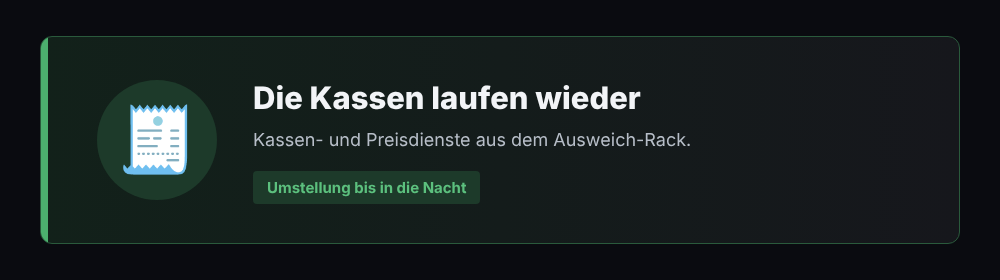 Die Kassen laufen wieder
Kassen- und Preisdienste aus dem Ausweich-Rack.
Umstellung bis in die Nacht